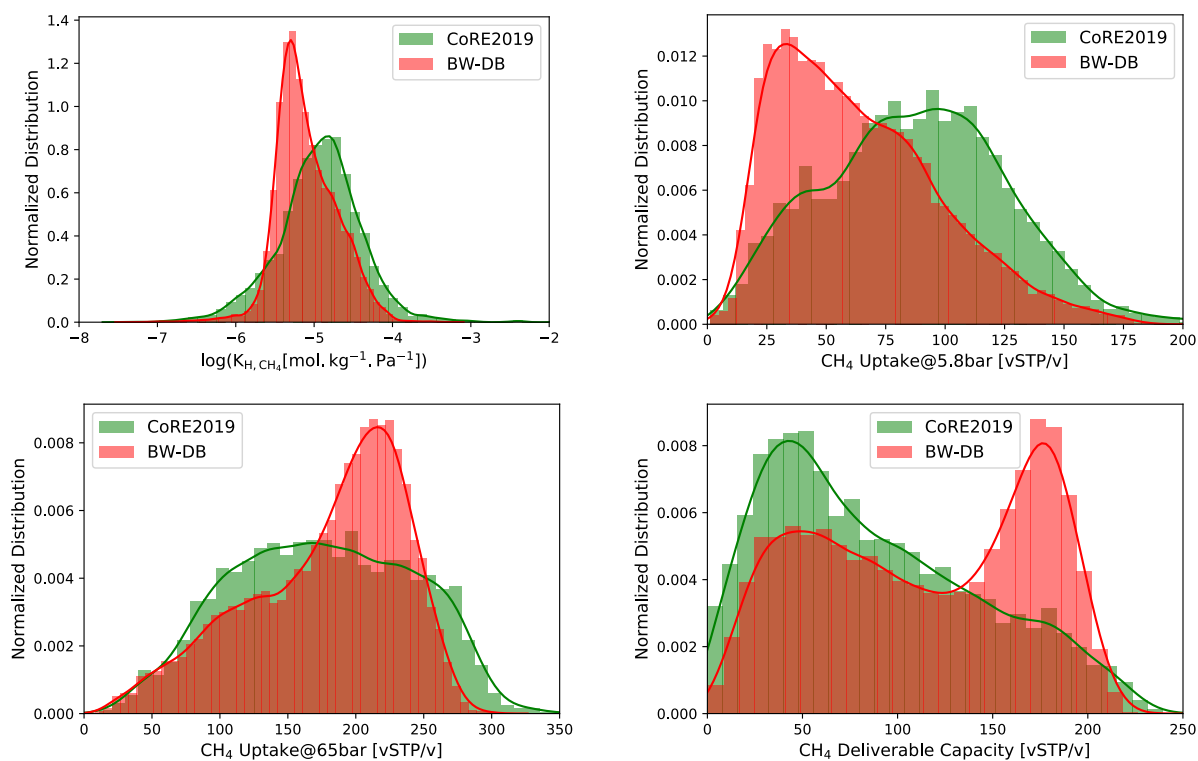 1.4
1.2
1.0
0.8
0.6
0.4
0.2
0.0
Normalized Distribution
CoRE2019
BW-DB
−8 −7 −6 −5 −4 −3 −2
log(K_{H, CH₄}[mol. kg⁻¹. Pa⁻¹])
0.012
0.010
0.008
0.006
0.004
0.002
0.000
Normalized Distribution
CoRE2019
BW-DB
0 25 50 75 100 125 150 175 200
CH₄ Uptake@5.8bar [vSTP/v]
0.008
0.006
0.004
0.002
0.000
Normalized Distribution
CoRE2019
BW-DB
0 50 100 150 200 250 300 350
CH₄ Uptake@65bar [vSTP/v]
0.008
0.006
0.004
0.002
0.000
Normalized Distribution
CoRE2019
BW-DB
0 50 100 150 200 250
CH₄ Deliverable Capacity [vSTP/v]